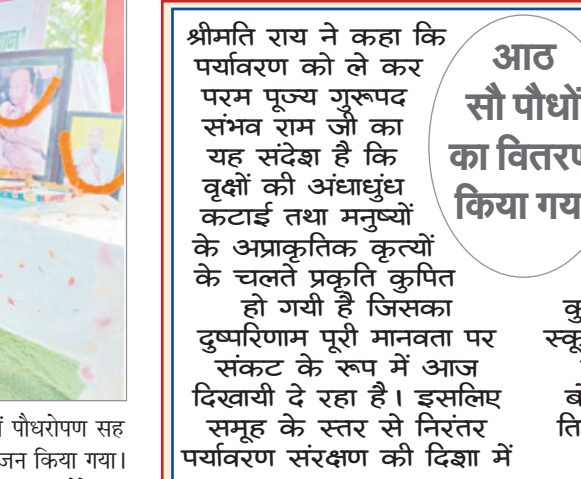 श्रीमति राय ने कहा कि
पर्यावरण को ले कर
परम पूज्य गुरूपद
संभव राम जी का
यह संदेश है कि
वृक्षों की अंधाधुंध
कटाई तथा मनुष्यों
के अप्राकृतिक कृत्यों
के चलते प्रकृति कुपित
हो गयी है जिसका
दुष्परिणाम पूरी मानवता पर
संकट के रूप में आज
दिखायी दे रहा है। इसलिए
समूह के स्तर से निरंतर
पर्यावरण संरक्षण की दिशा में
आठ
सौ पौधों
का वितरण
किया गय
पौधरोपण सह
जन किया गया।